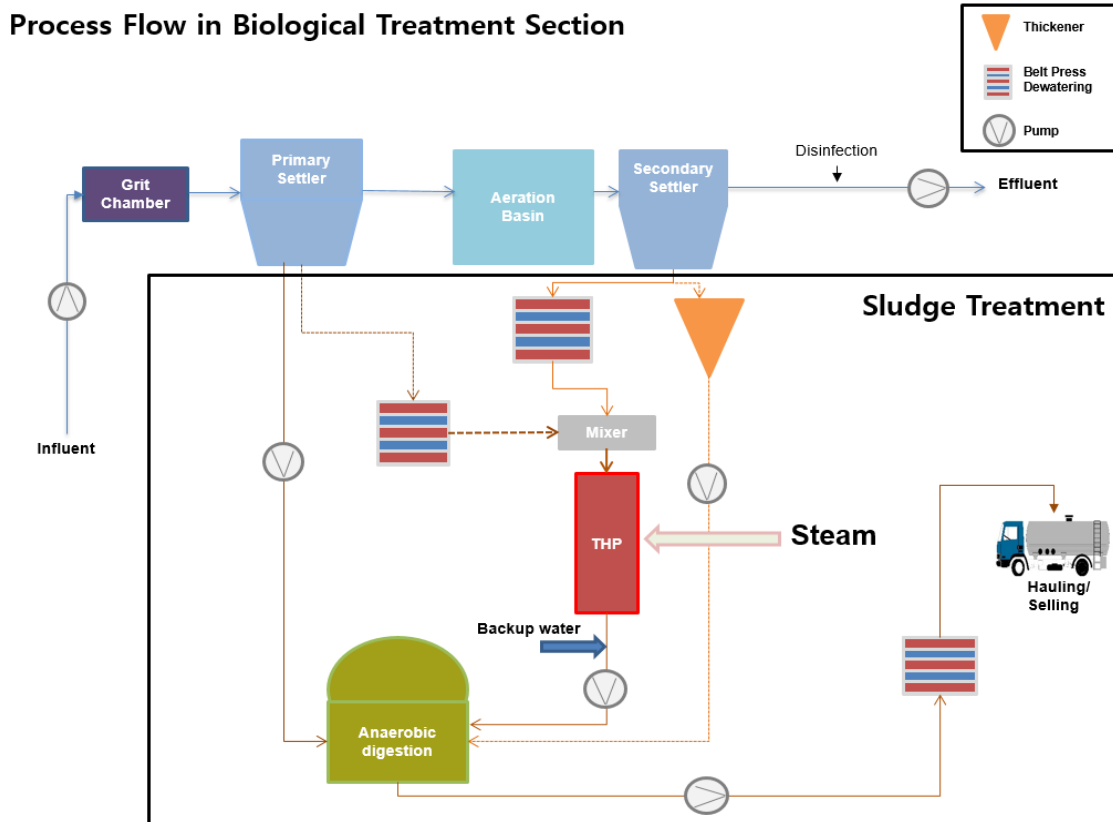 Process Flow in Biological Treatment Section
Thickener
Belt Press
Dewatering
Pump
Primary
Settler
Secondary
Settler
Disinfection
Grit
Chamber
Aeration
Basin
Effluent
Sludge Treatment
Influent
Mixer
THP
Steam
Hauling/
Selling
Backup water
Anaerobic
digestion